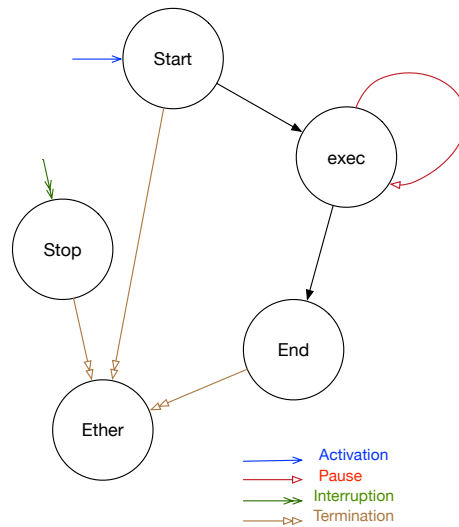 Start
exec
Stop
End
Ether
Activation
Pause
Interruption
Termination